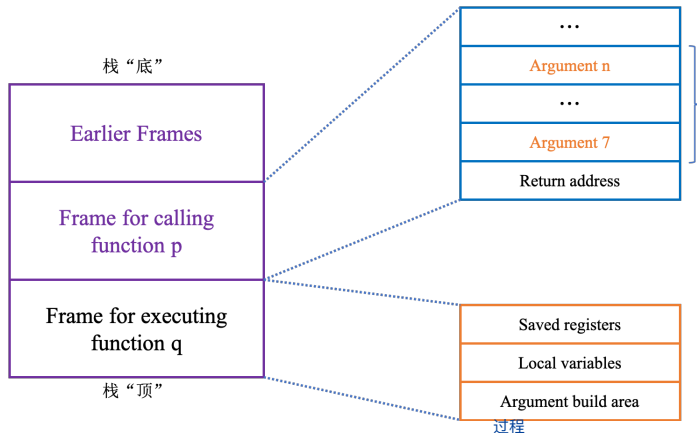 栈“底”
Earlier Frames
Frame for calling
function p
Frame for executing
function q
栈“顶”
...
Argument n
...
Argument 7
Return address
Saved registers
Local variables
Argument build area
过程